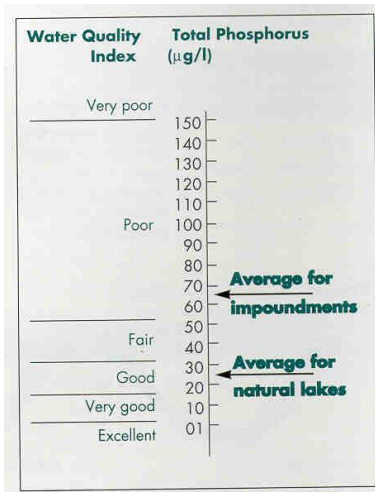 Water Quality Index
Total Phosphorus (µg/l)
Very poor
150
140
130
120
110
Poor 100
90
80
70 Average for
60 impoundments
50
Fair 40
30 Average for
Good 20 natural lakes
Very good 10
Excellent 01